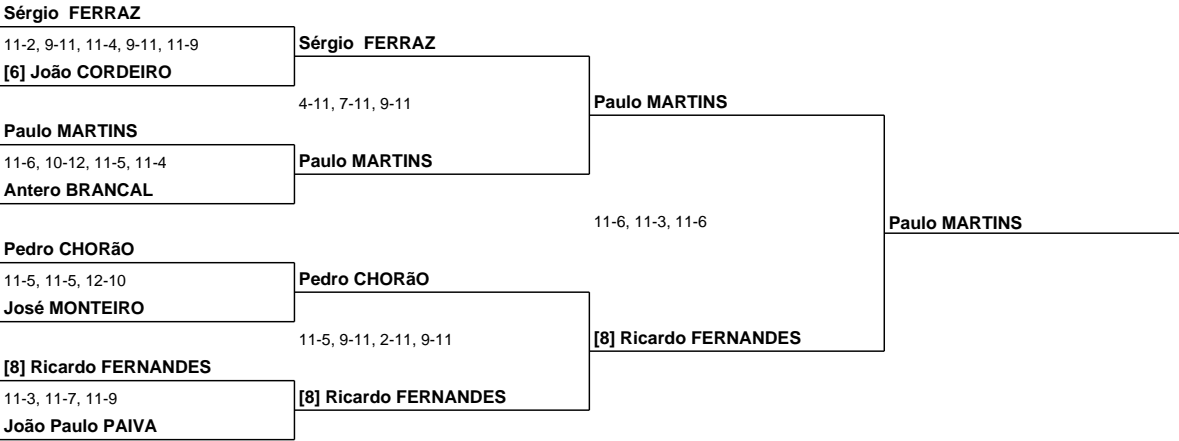 Sérgio  FERRAZ
11-2, 9-11, 11-4, 9-11, 11-9
Sérgio  FERRAZ
[6] João CORDEIRO
4-11, 7-11, 9-11
Paulo MARTINS
Paulo MARTINS
11-6, 10-12, 11-5, 11-4
Paulo MARTINS
Antero BRANCAL
11-6, 11-3, 11-6
Paulo MARTINS
Pedro CHORãO
11-5, 11-5, 12-10
Pedro CHORãO
José MONTEIRO
11-5, 9-11, 2-11, 9-11
[8] Ricardo FERNANDES
[8] Ricardo FERNANDES
11-3, 11-7, 11-9
[8] Ricardo FERNANDES
João Paulo PAIVA